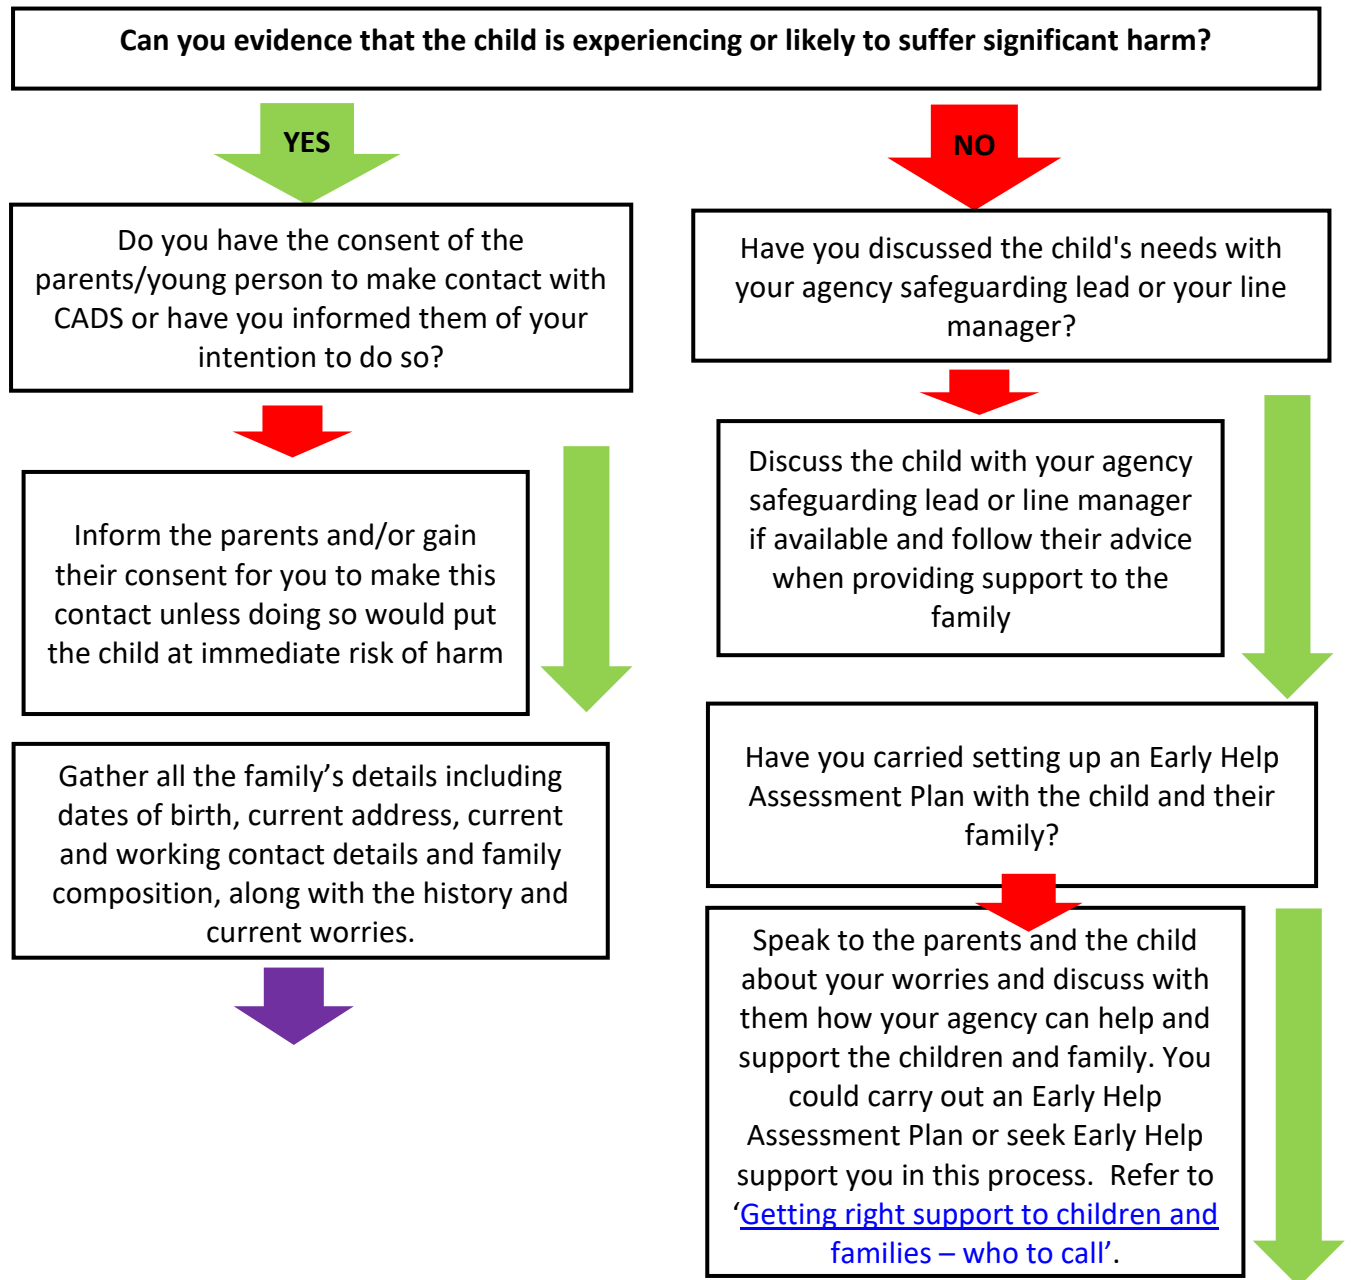 Can you evidence that the child is experiencing or likely to suffer significant harm?
YES
NO
Do you have the consent of the
parents/young person to make contact with
CADS or have you informed them of your
intention to do so?
Have you discussed the child's needs with
your agency safeguarding lead or your line
manager?
Inform the parents and/or gain
their consent for you to make this
contact unless doing so would put
the child at immediate risk of harm
Discuss the child with your agency
safeguarding lead or line manager
if available and follow their advice
when providing support to the
family
Gather all the family’s details including
dates of birth, current address, current
and working contact details and family
composition, along with the history and
current worries.
Have you carried setting up an Early Help
Assessment Plan with the child and their
family?
Speak to the parents and the child
about your worries and discuss with
them how your agency can help and
support the children and family. You
could carry out an Early Help
Assessment Plan or seek Early Help
support you in this process.  Refer to
‘Getting right support to children and
families – who to call’.